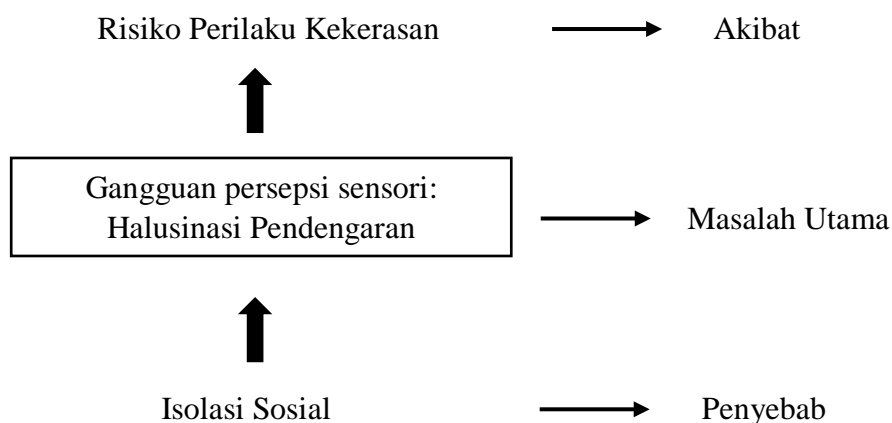 Risiko Perilaku Kekerasan
Akibat
Gangguan persepsi sensori:
Halusinasi Pendengaran
Masalah Utama
Isolasi Sosial
Penyebab